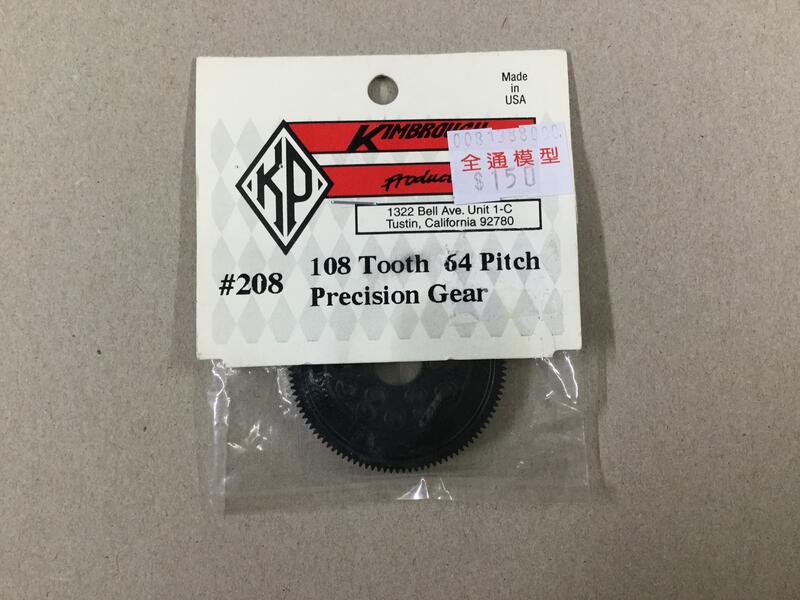 Made
in
USA
KIMBROUGH
Products
KP
全通模型
$150
1322 Bell Ave. Unit 1-C
Tustin, California 92780
#208
108 Tooth 64 Pitch
Precision Gear